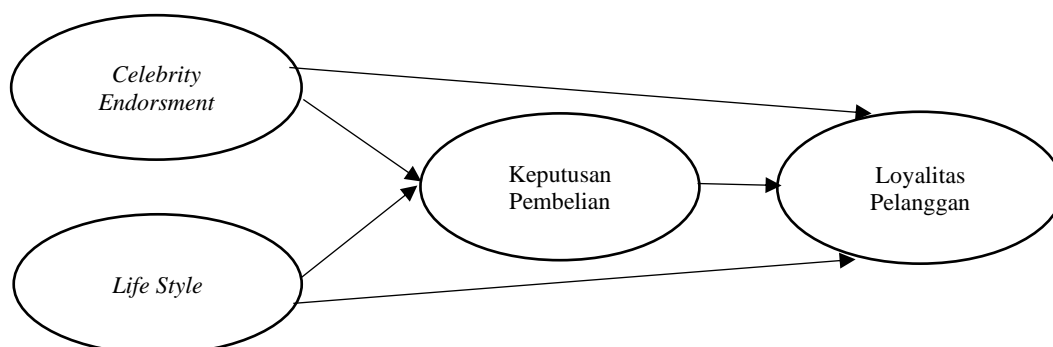 Celebrity
Endorsment
Keputusan
Pembelian
Loyalitas
Pelanggan
Life Style